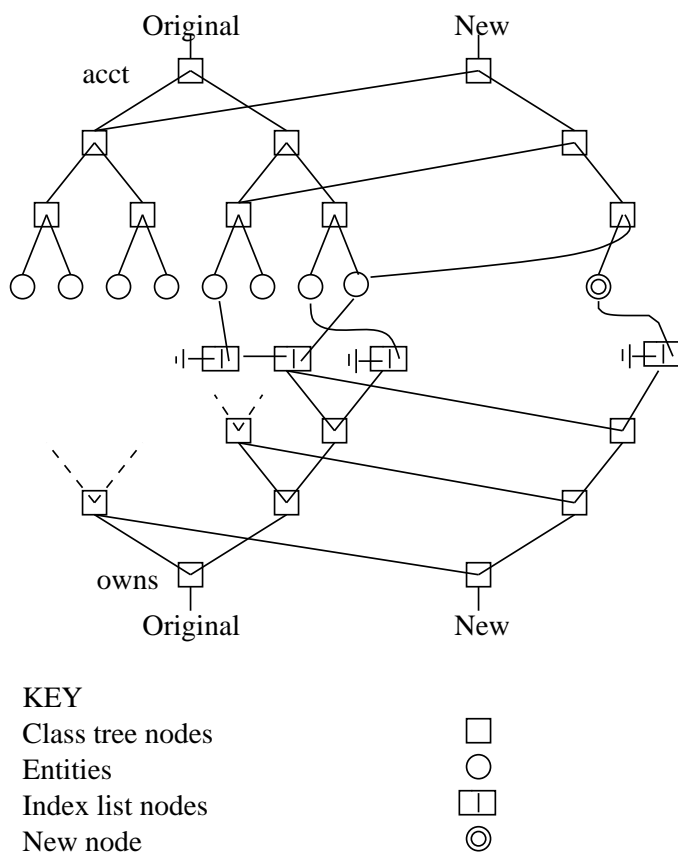 Original New
acct
owns
Original New
KEY
Class tree nodes
Entities
Index list nodes
New node